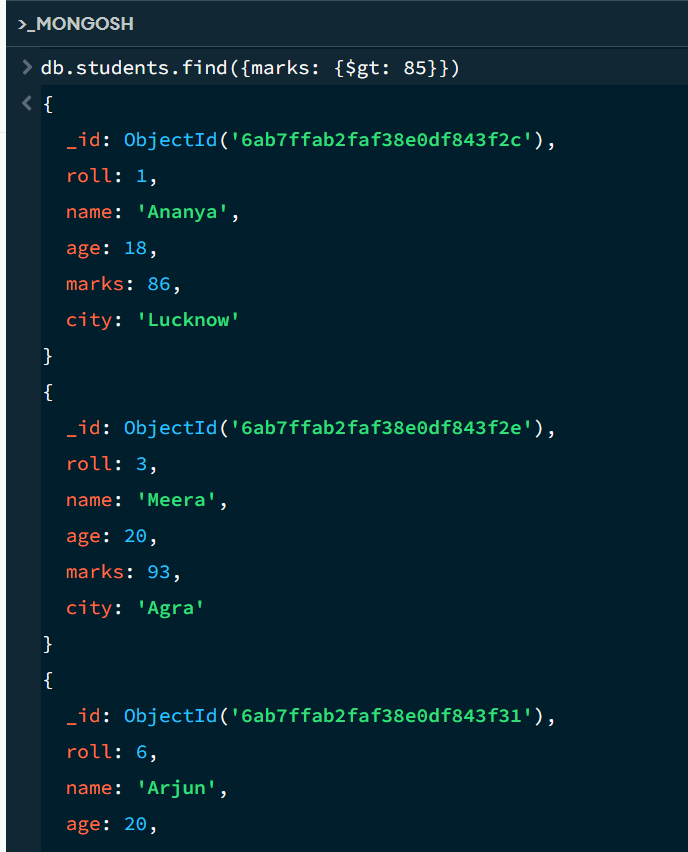 >_MONGOSH
> db.students.find({marks: {$gt: 85}})
< {
_id: ObjectId('6ab7ffab2faf38e0df843f2c'),
roll: 1,
name: 'Ananya',
age: 18,
marks: 86,
city: 'Lucknow'
}
{
_id: ObjectId('6ab7ffab2faf38e0df843f2e'),
roll: 3,
name: 'Meera',
age: 20,
marks: 93,
city: 'Agra'
}
{
_id: ObjectId('6ab7ffab2faf38e0df843f31'),
roll: 6,
name: 'Arjun',
age: 20,